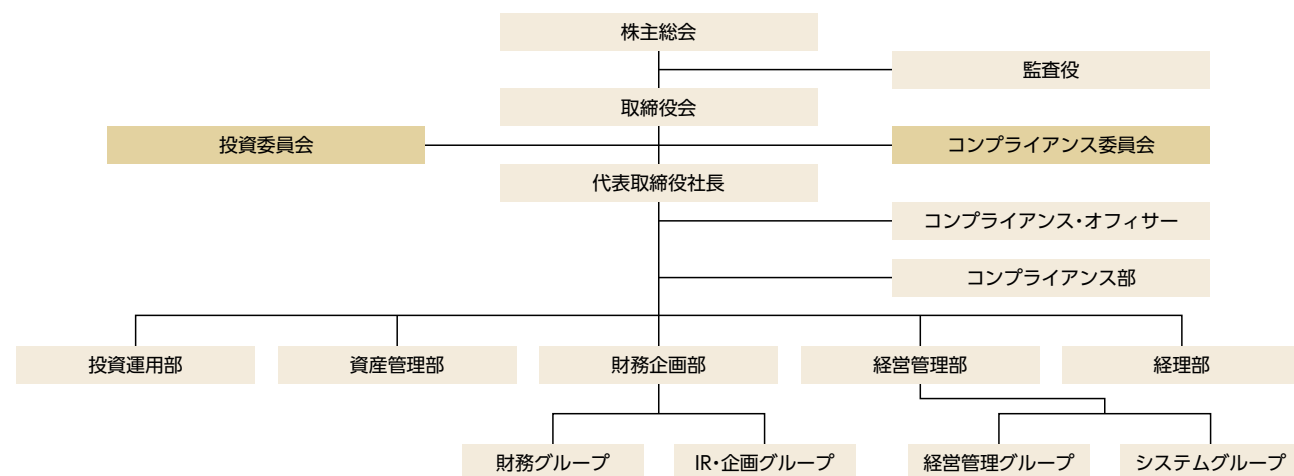 株主総会
監査役
取締役会
投資委員会
コンプライアンス委員会
代表取締役社長
コンプライアンス・オフィサー
コンプライアンス部
投資運用部
資産管理部
財務企画部
経営管理部
経理部
財務グループ
IR・企画グループ
経営管理グループ
システムグループ